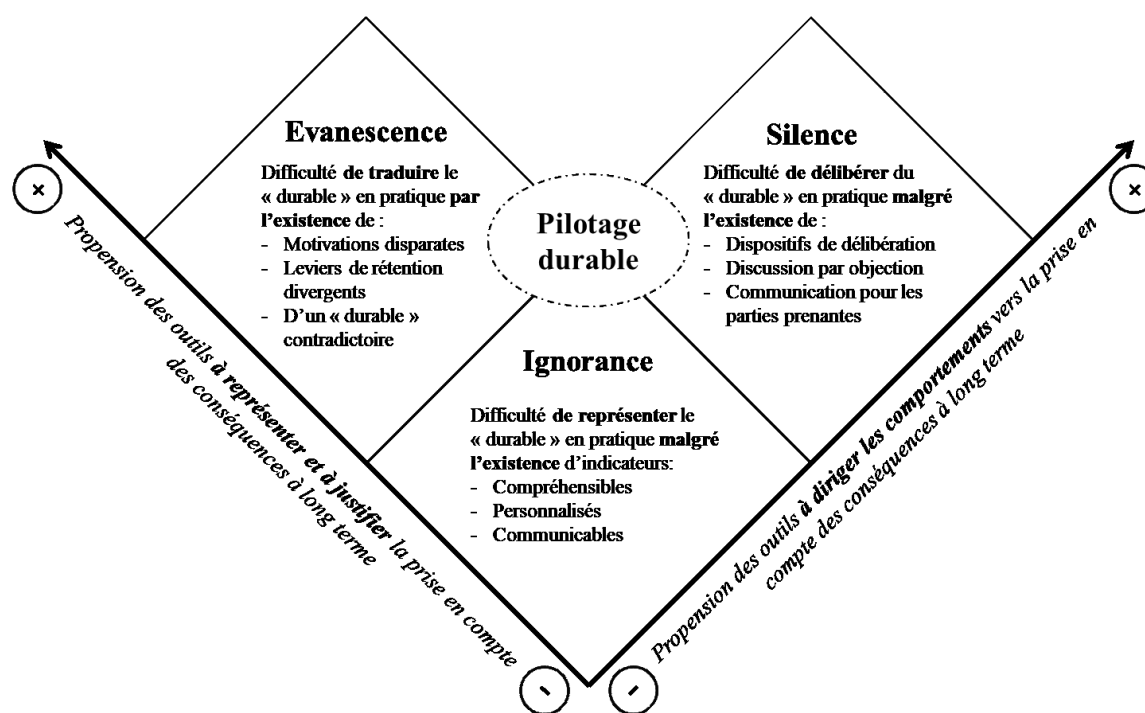 Evanescence
Difficulté de traduire le
« durable » en pratique par
l'existence de :
- Motivations disparates
- Leviers de rétention
divergents
- D'un « durable »
contradictoire
Silence
Difficulté de délibérer du
« durable » en pratique malgré
l'existence de :
- Dispositifs de délibération
- Discussion par objection
- Communication pour les
parties prenantes
Pilotage
durable
Ignorance
Difficulté de représenter le
« durable » en pratique malgré
l'existence d'indicateurs:
- Compréhensibles
- Personnalisés
- Communicables
+
Propension des outils à représenter et à justifier la prise en compte
des conséquences à long terme
-
+
Propension des outils à diriger les comportements vers la prise en
compte des conséquences à long terme
-